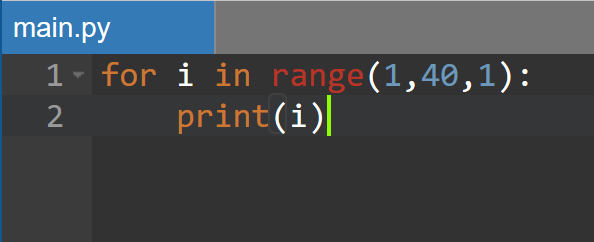 main.py
1 for i in range(1,40,1):
2     print(i)